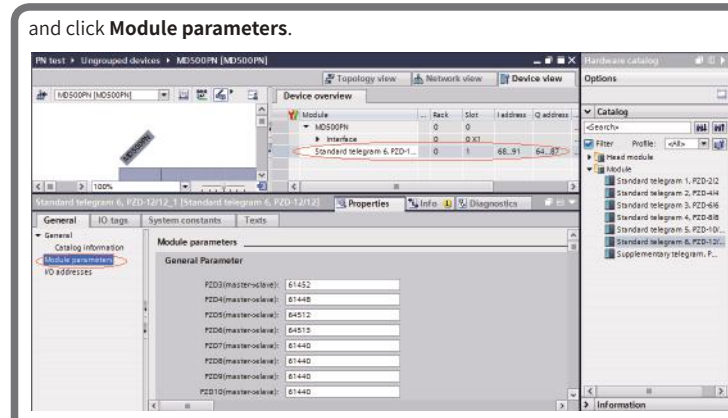 and click Module parameters.
PN test ▸ Ungrouped devices ▸ MD500PN [MD500PN]
Topology view Network view Device view
MD500PN [MD500PN]
Device overview
Module ... Rack Slot I address Q address
MD500PN 0 0
Interface 0 0 X1
Standard telegram 6, PZD-1... 0 1 68..91 64..87
MD500PN
100%
Standard telegram 6, PZD-12/12_1 [Standard telegram 6, PZD-12/12]
Properties Info Diagnostics
General IO tags System constants Texts
General
Catalog information
Module parameters
I/O addresses
Module parameters
General Parameter
PZD3(master->slave): 61452
PZD4(master->slave): 61448
PZD5(master->slave): 64512
PZD6(master->slave): 64513
PZD7(master->slave): 61440
PZD8(master->slave): 61440
PZD9(master->slave): 61440
PZD10(master->slave): 61440
Hardware catalog
Options
Catalog
<Search>
Filter Profile: <All>
Head module
Module
Standard telegram 1, PZD-2/2
Standard telegram 2, PZD-4/4
Standard telegram 3, PZD-6/6
Standard telegram 4, PZD-8/8
Standard telegram 5, PZD-10/...
Standard telegram 6, PZD-12/...
Supplementary telegram, P...
Information